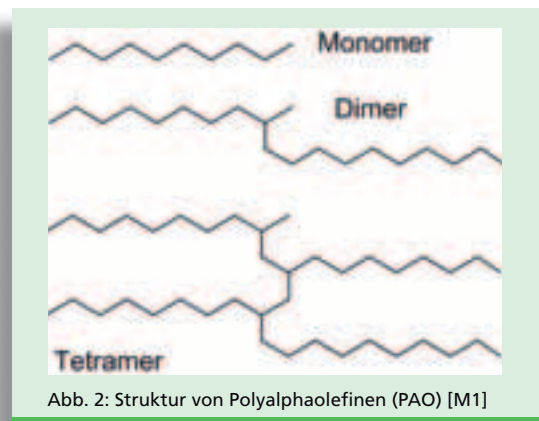 Monomer
Dimer
Tetramer
Abb. 2: Struktur von Polyalphaolefinen (PAO) [M1]